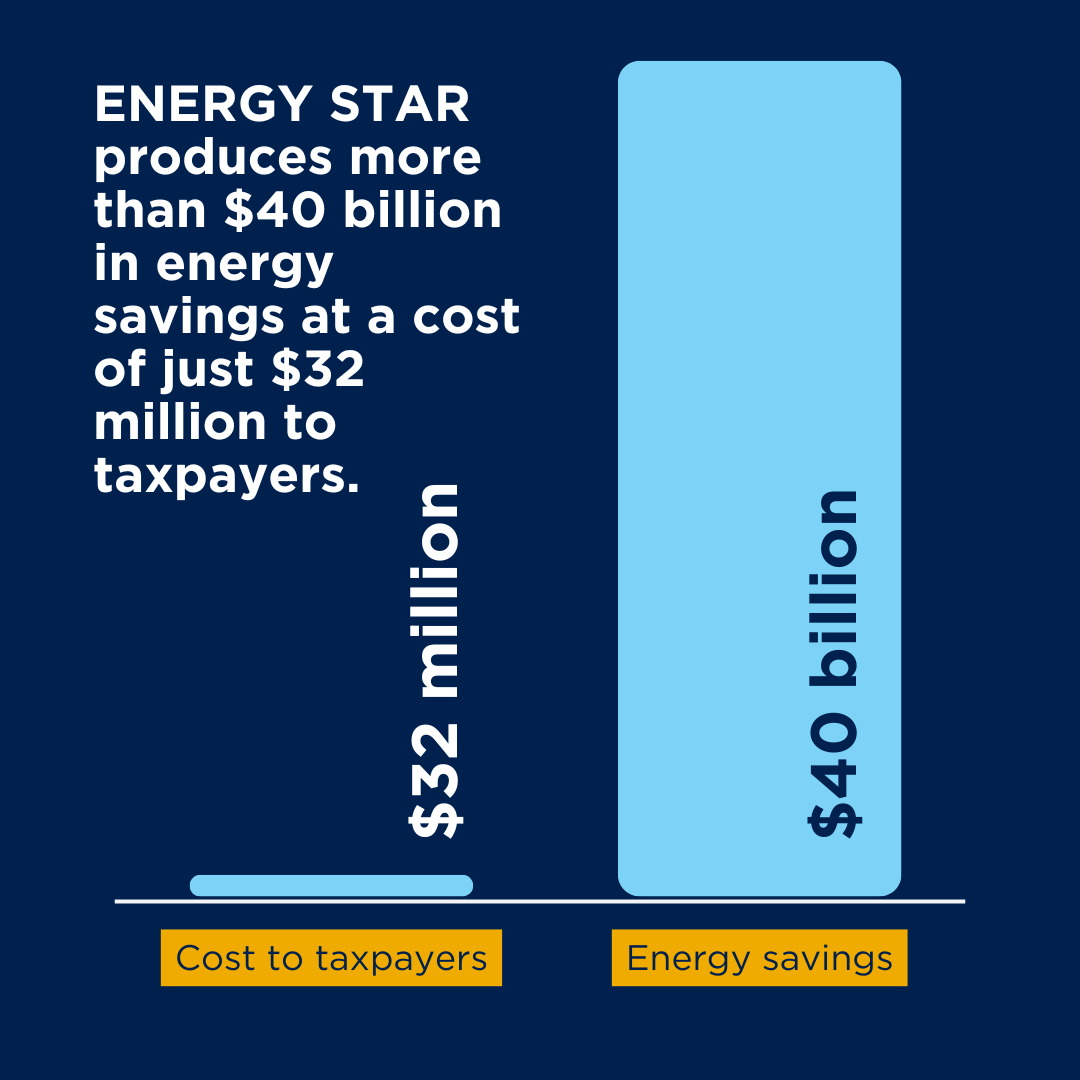 ENERGY STAR
produces more
than $40 billion
in energy
savings at a cost
of just $32
million to
taxpayers.
$32 million
$40 billion
Cost to taxpayers
Energy savings